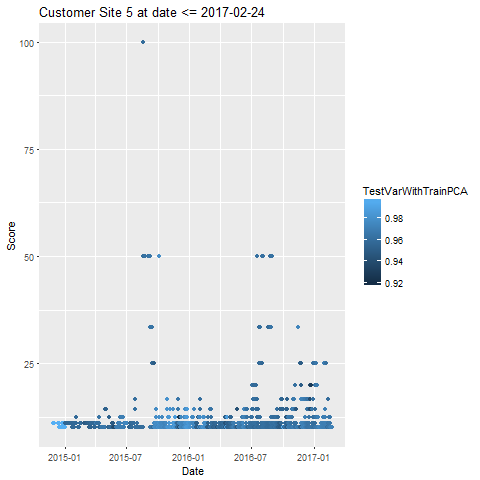 Customer Site 5 at date <= 2017-02-24
100
75
50
25
Score
2015-01 2015-07 2016-01 2016-07 2017-01
Date
TestVarWithTrainPCA
0.98
0.96
0.94
0.92